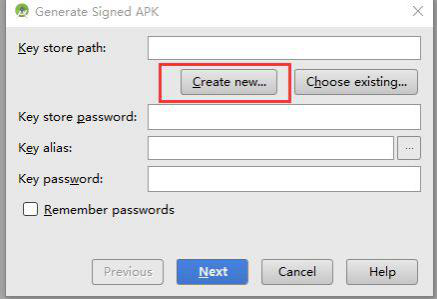 Generate Signed APK
Key store path:
Create new... Choose existing...
Key store password:
Key alias:
...
Key password:
Remember passwords
Previous Next Cancel Help